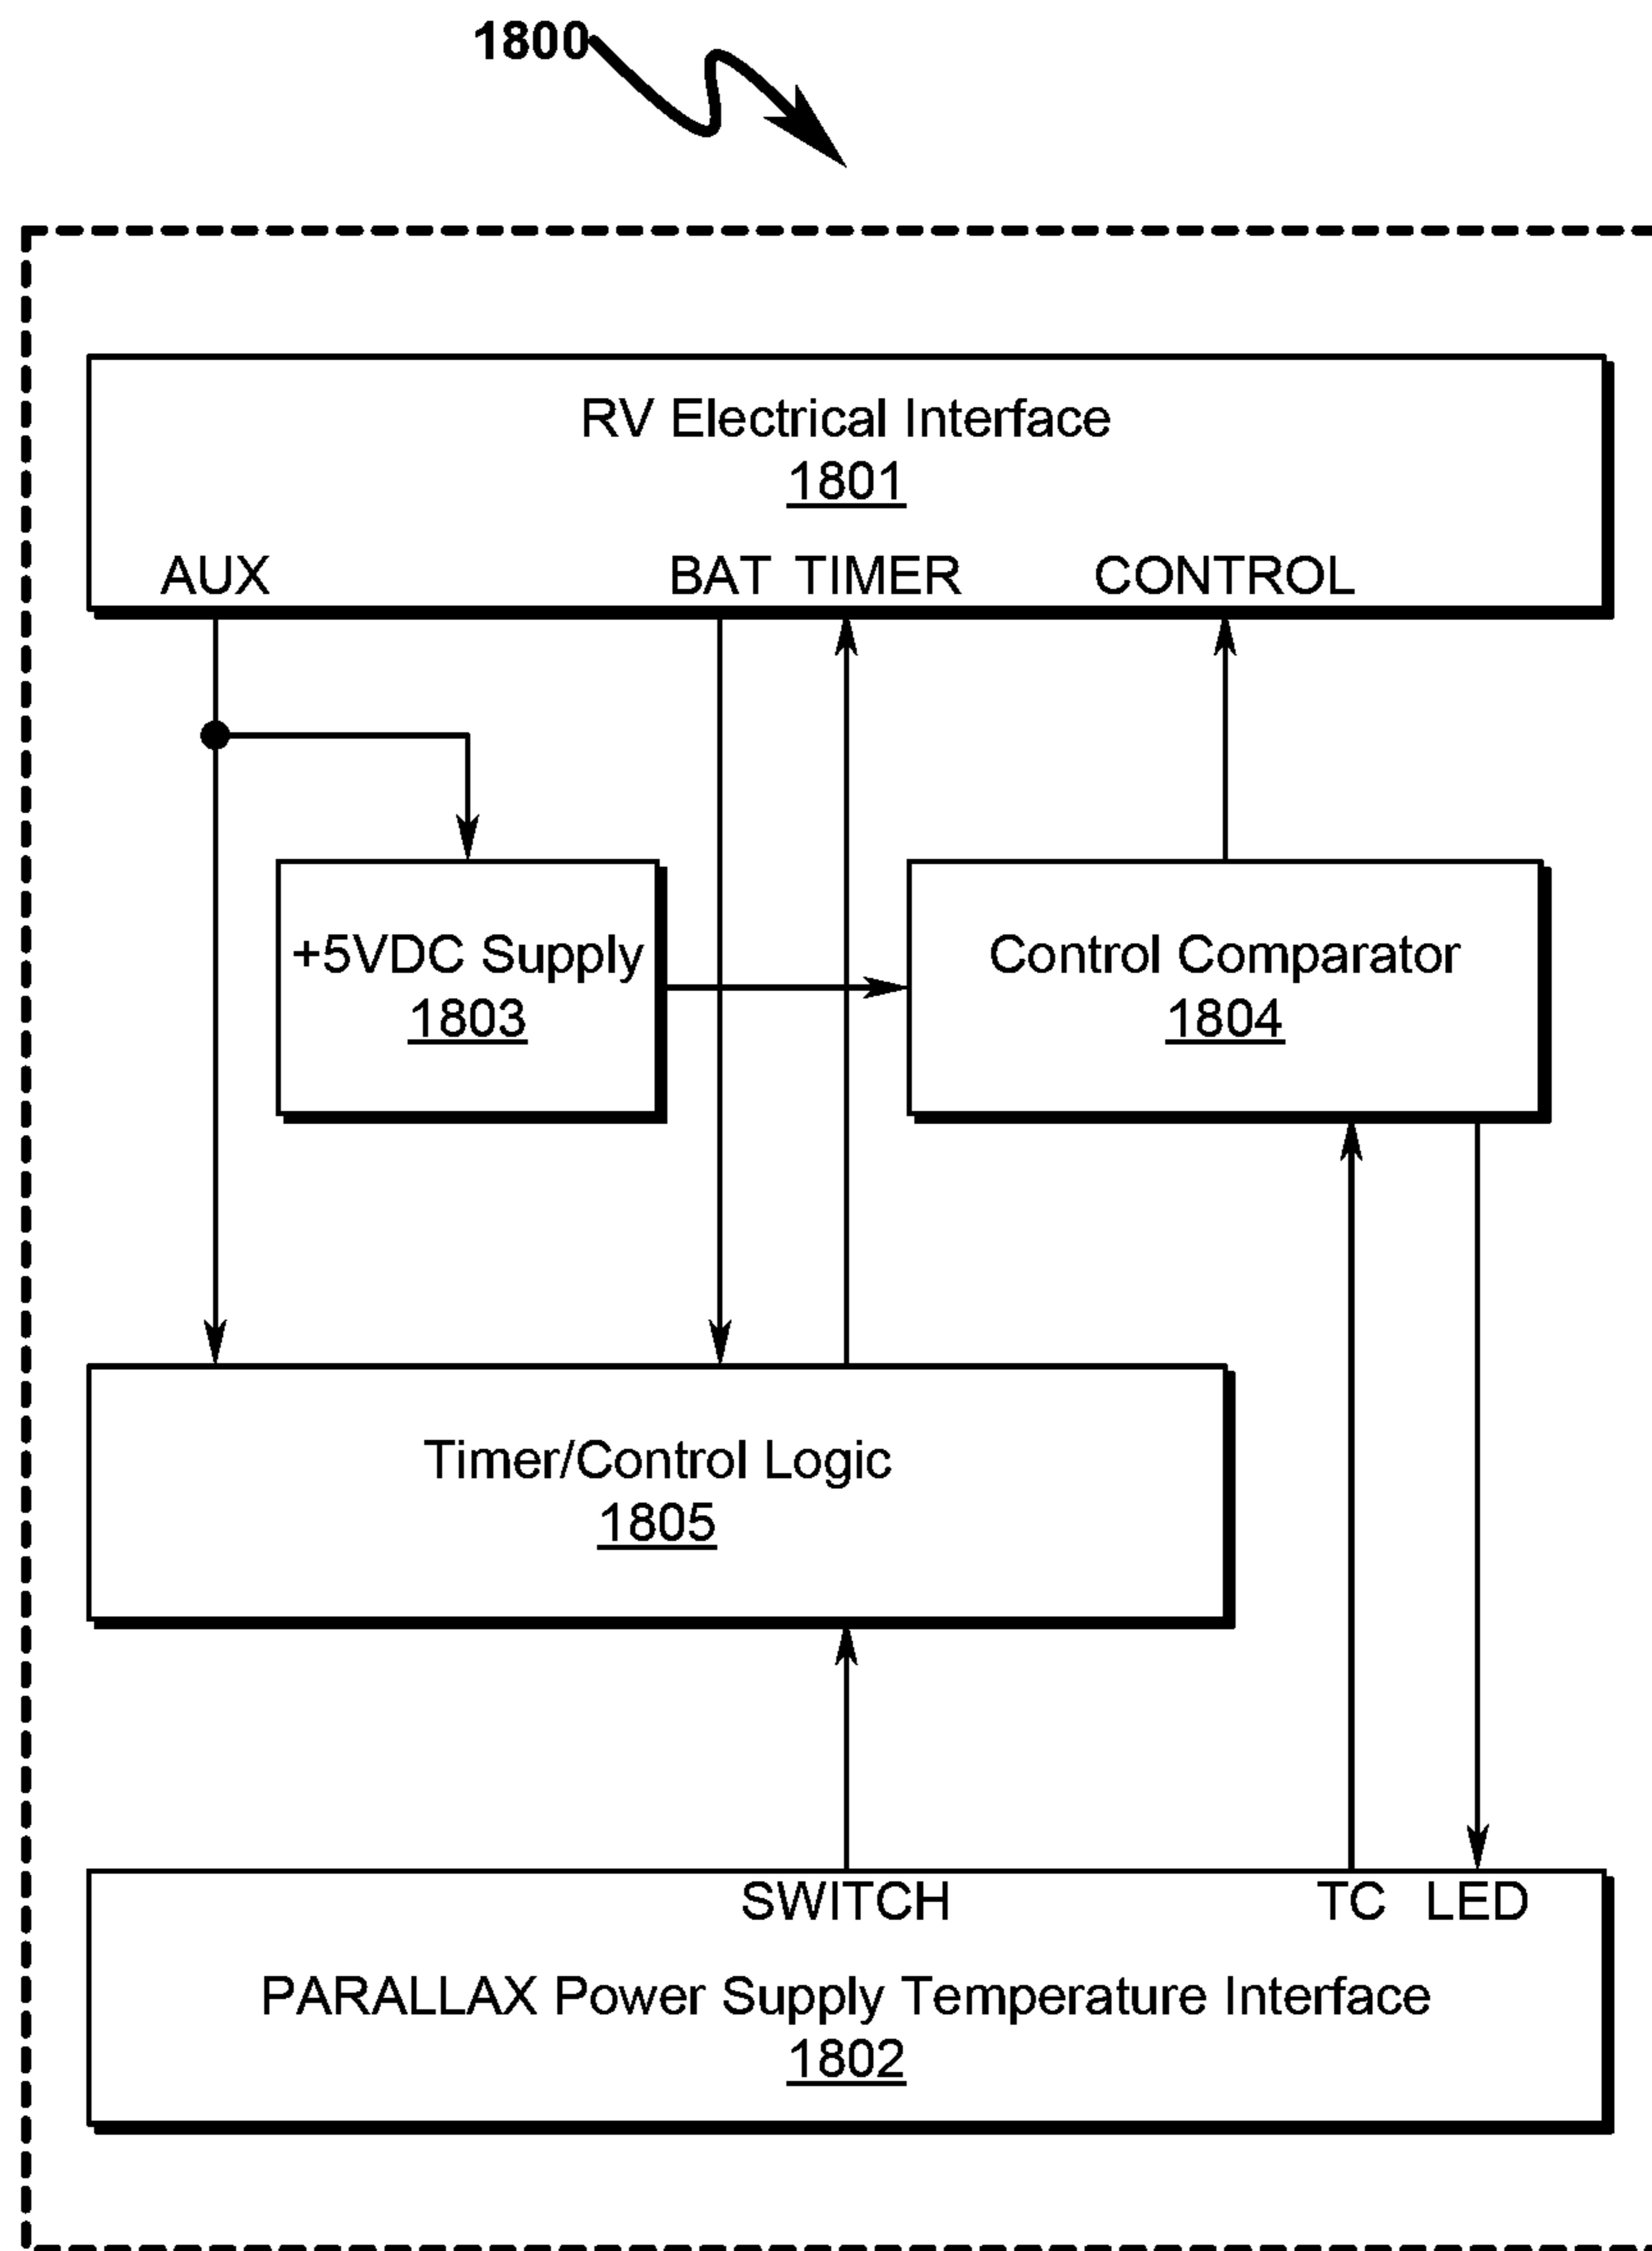 1800
RV Electrical Interface
1801
AUX BAT TIMER CONTROL
+5VDC Supply
1803
Control Comparator
1804
Timer/Control Logic
1805
SWITCH TC LED
PARALLAX Power Supply Temperature Interface
1802